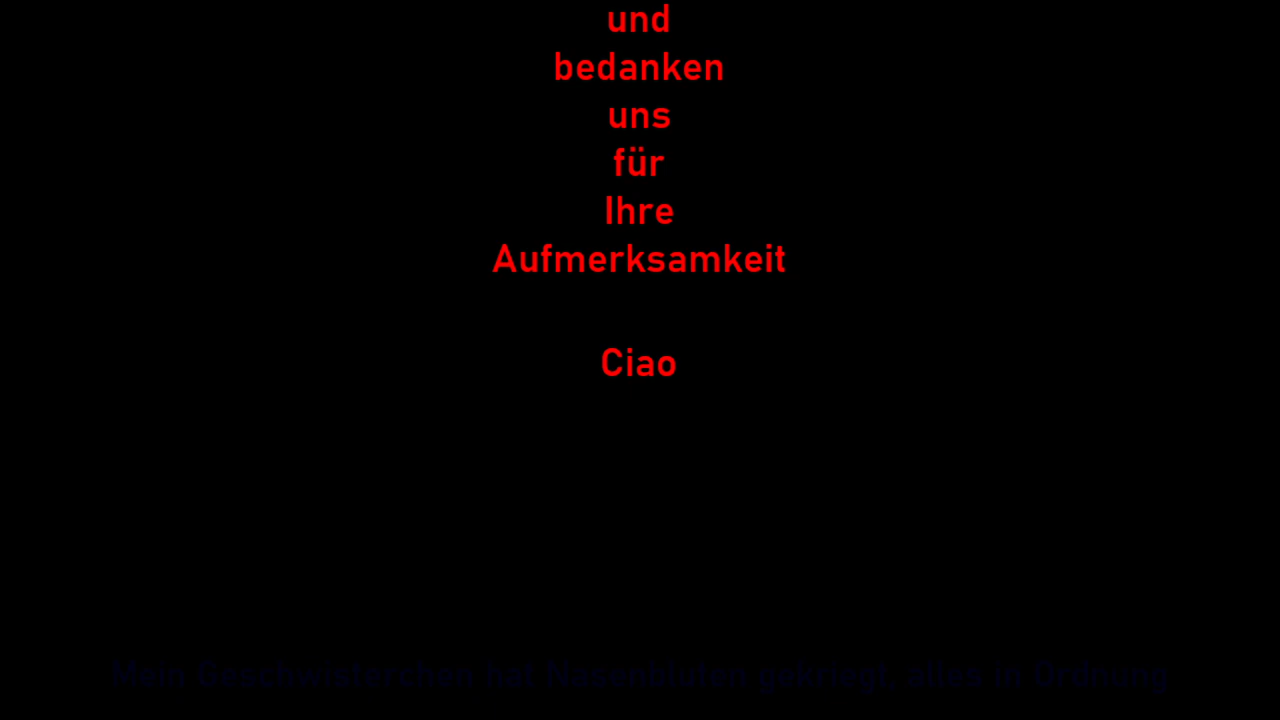 und
bedanken
uns
für
Ihre
Aufmerksamkeit
Ciao
Mein Geschwisterchen hat Nasenbluten gekriegt, alles in Ordnung